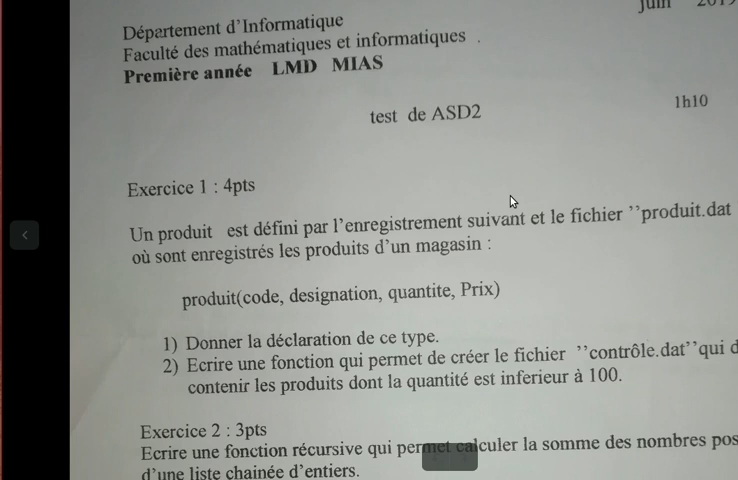 juin 2019
Département d'Informatique
Faculté des mathématiques et informatiques .
Première année LMD MIAS
test de ASD2
1h10
Exercice 1 : 4pts
Un produit est défini par l'enregistrement suivant et le fichier ''produit.dat
où sont enregistrés les produits d'un magasin :
produit(code, designation, quantite, Prix)
1) Donner la déclaration de ce type.
2) Ecrire une fonction qui permet de créer le fichier ''contrôle.dat''qui d
contenir les produits dont la quantité est inferieur à 100.
Exercice 2 : 3pts
Ecrire une fonction récursive qui permet calculer la somme des nombres pos
d'une liste chainée d'entiers.